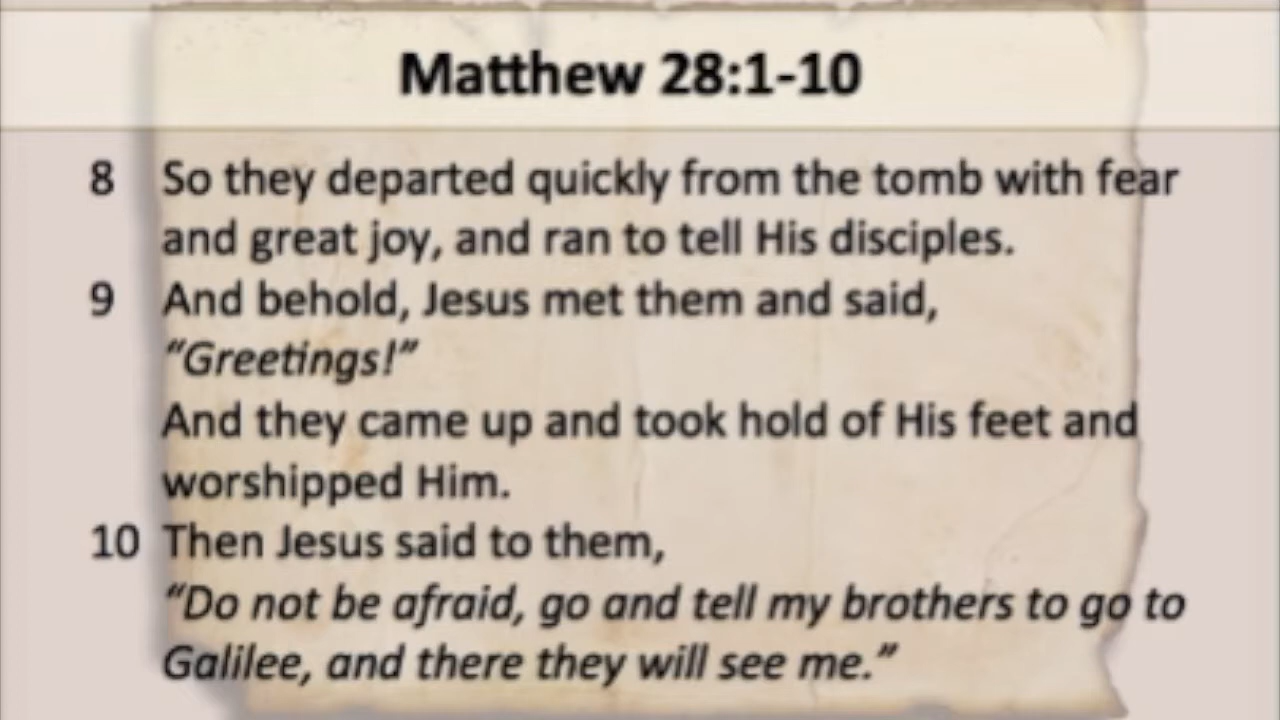 Matthew 28:1-10
8 So they departed quickly from the tomb with fear
and great joy, and ran to tell His disciples.
9 And behold, Jesus met them and said,
“Greetings!”
And they came up and took hold of His feet and
worshipped Him.
10 Then Jesus said to them,
“Do not be afraid, go and tell my brothers to go to
Galilee, and there they will see me.”